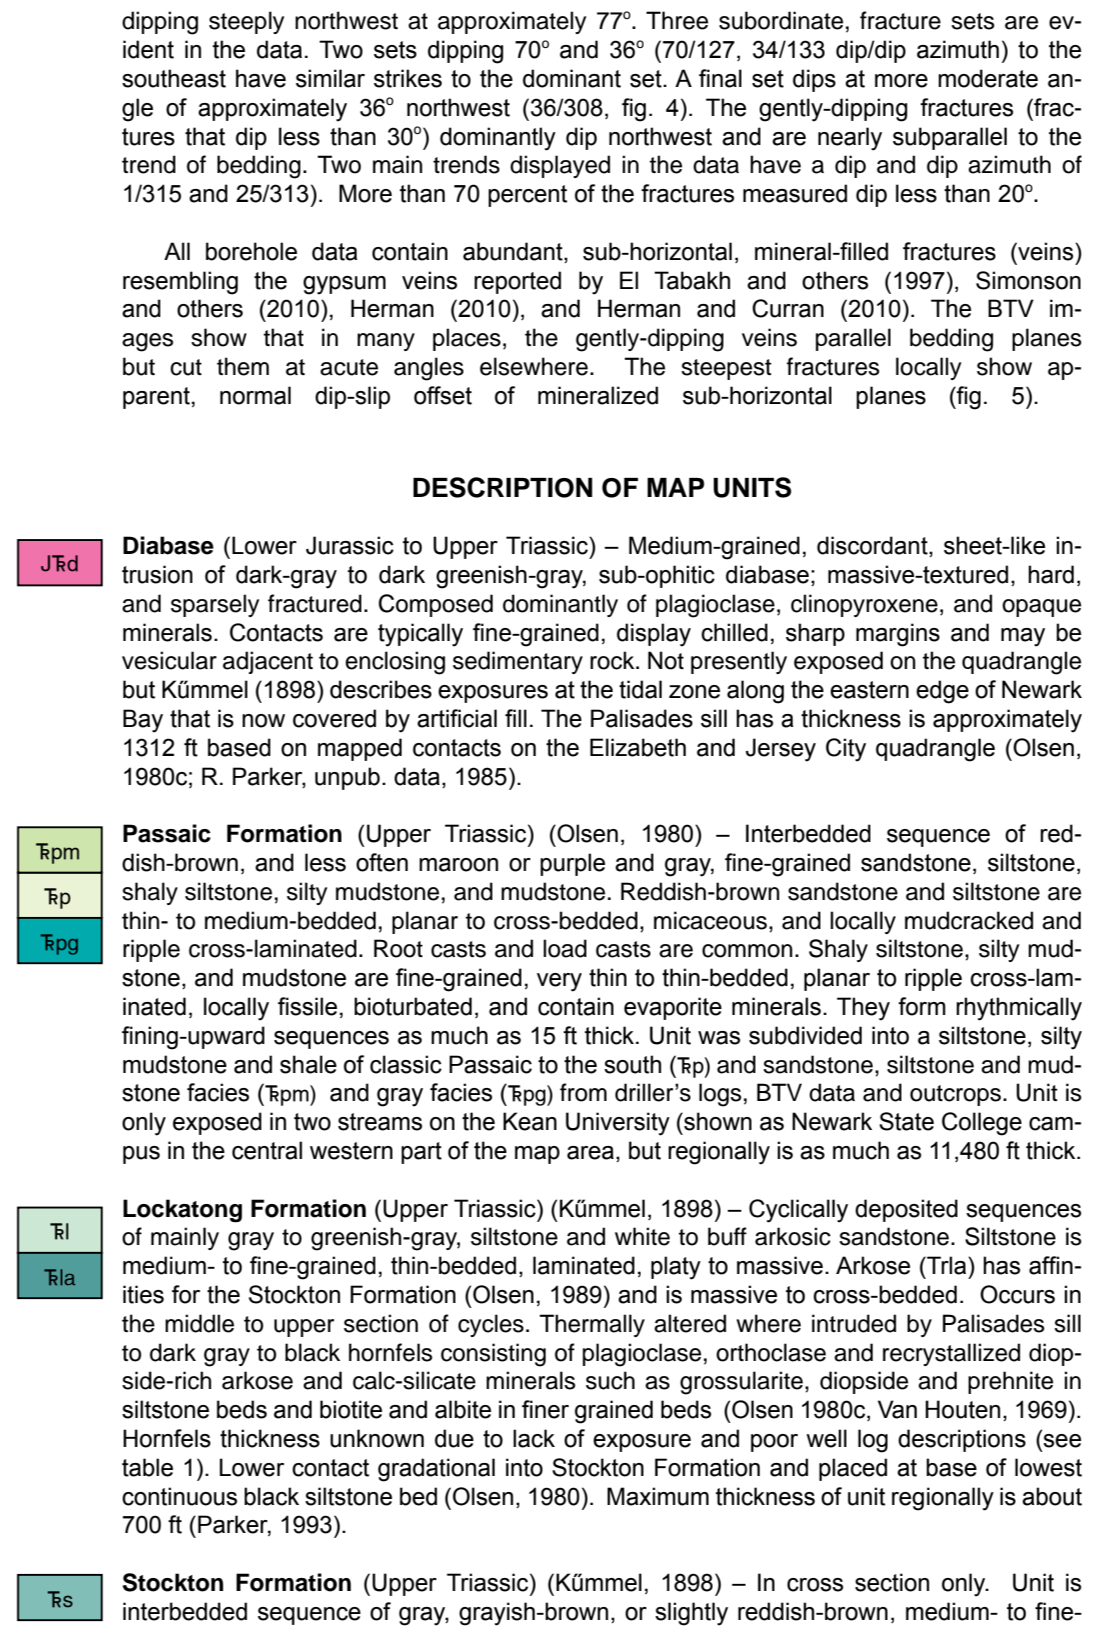 dipping steeply northwest at approximately 77°. Three subordinate, fracture sets are ev-
ident in the data. Two sets dipping 70° and 36° (70/127, 34/133 dip/dip azimuth) to the
southeast have similar strikes to the dominant set. A final set dips at more moderate an-
gle of approximately 36° northwest (36/308, fig. 4). The gently-dipping fractures (frac-
tures that dip less than 30°) dominantly dip northwest and are nearly subparallel to the
trend of bedding. Two main trends displayed in the data have a dip and dip azimuth of
1/315 and 25/313). More than 70 percent of the fractures measured dip less than 20°.
All borehole data contain abundant, sub-horizontal, mineral-filled fractures (veins)
resembling the gypsum veins reported by El Tabakh and others (1997), Simonson
and others (2010), Herman (2010), and Herman and Curran (2010). The BTV im-
ages show that in many places, the gently-dipping veins parallel bedding planes
but cut them at acute angles elsewhere. The steepest fractures locally show ap-
parent, normal dip-slip offset of mineralized sub-horizontal planes (fig. 5).
DESCRIPTION OF MAP UNITS
JTRd
Diabase (Lower Jurassic to Upper Triassic) – Medium-grained, discordant, sheet-like in-
trusion of dark-gray to dark greenish-gray, sub-ophitic diabase; massive-textured, hard,
and sparsely fractured. Composed dominantly of plagioclase, clinopyroxene, and opaque
minerals. Contacts are typically fine-grained, display chilled, sharp margins and may be
vesicular adjacent to enclosing sedimentary rock. Not presently exposed on the quadrangle
but Kűmmel (1898) describes exposures at the tidal zone along the eastern edge of Newark
Bay that is now covered by artificial fill. The Palisades sill has a thickness is approximately
1312 ft based on mapped contacts on the Elizabeth and Jersey City quadrangle (Olsen,
1980c; R. Parker, unpub. data, 1985).
TRpm
TRp
TRpg
Passaic Formation (Upper Triassic) (Olsen, 1980) – Interbedded sequence of red-
dish-brown, and less often maroon or purple and gray, fine-grained sandstone, siltstone,
shaly siltstone, silty mudstone, and mudstone. Reddish-brown sandstone and siltstone are
thin- to medium-bedded, planar to cross-bedded, micaceous, and locally mudcracked and
ripple cross-laminated. Root casts and load casts are common. Shaly siltstone, silty mud-
stone, and mudstone are fine-grained, very thin to thin-bedded, planar to ripple cross-lam-
inated, locally fissile, bioturbated, and contain evaporite minerals. They form rhythmically
fining-upward sequences as much as 15 ft thick. Unit was subdivided into a siltstone, silty
mudstone and shale of classic Passaic to the south (TRp) and sandstone, siltstone and mud-
stone facies (TRpm) and gray facies (TRpg) from driller's logs, BTV data and outcrops. Unit is
only exposed in two streams on the Kean University (shown as Newark State College cam-
pus in the central western part of the map area, but regionally is as much as 11,480 ft thick.
TRl
TRla
Lockatong Formation (Upper Triassic) (Kűmmel, 1898) – Cyclically deposited sequences
of mainly gray to greenish-gray, siltstone and white to buff arkosic sandstone. Siltstone is
medium- to fine-grained, thin-bedded, laminated, platy to massive. Arkose (Trla) has affin-
ities for the Stockton Formation (Olsen, 1989) and is massive to cross-bedded. Occurs in
the middle to upper section of cycles. Thermally altered where intruded by Palisades sill
to dark gray to black hornfels consisting of plagioclase, orthoclase and recrystallized diop-
side-rich arkose and calc-silicate minerals such as grossularite, diopside and prehnite in
siltstone beds and biotite and albite in finer grained beds (Olsen 1980c, Van Houten, 1969).
Hornfels thickness unknown due to lack of exposure and poor well log descriptions (see
table 1). Lower contact gradational into Stockton Formation and placed at base of lowest
continuous black siltstone bed (Olsen, 1980). Maximum thickness of unit regionally is about
700 ft (Parker, 1993).
TRs
Stockton Formation (Upper Triassic) (Kűmmel, 1898) – In cross section only. Unit is
interbedded sequence of gray, grayish-brown, or slightly reddish-brown, medium- to fine-